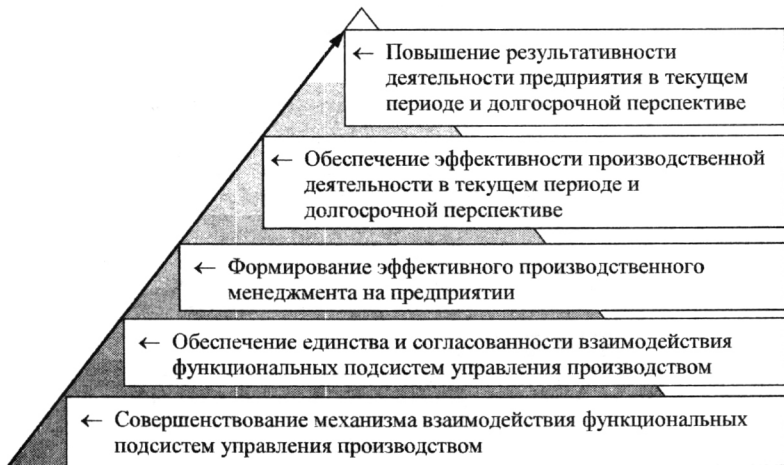 ← Повышение результативности
деятельности предприятия в текущем
периоде и долгосрочной перспективе
← Обеспечение эффективности производственной
деятельности в текущем периоде и
долгосрочной перспективе
← Формирование эффективного производственного
менеджмента на предприятии
← Обеспечение единства и согласованности взаимодействия
функциональных подсистем управления производством
← Совершенствование механизма взаимодействия функциональных
подсистем управления производством